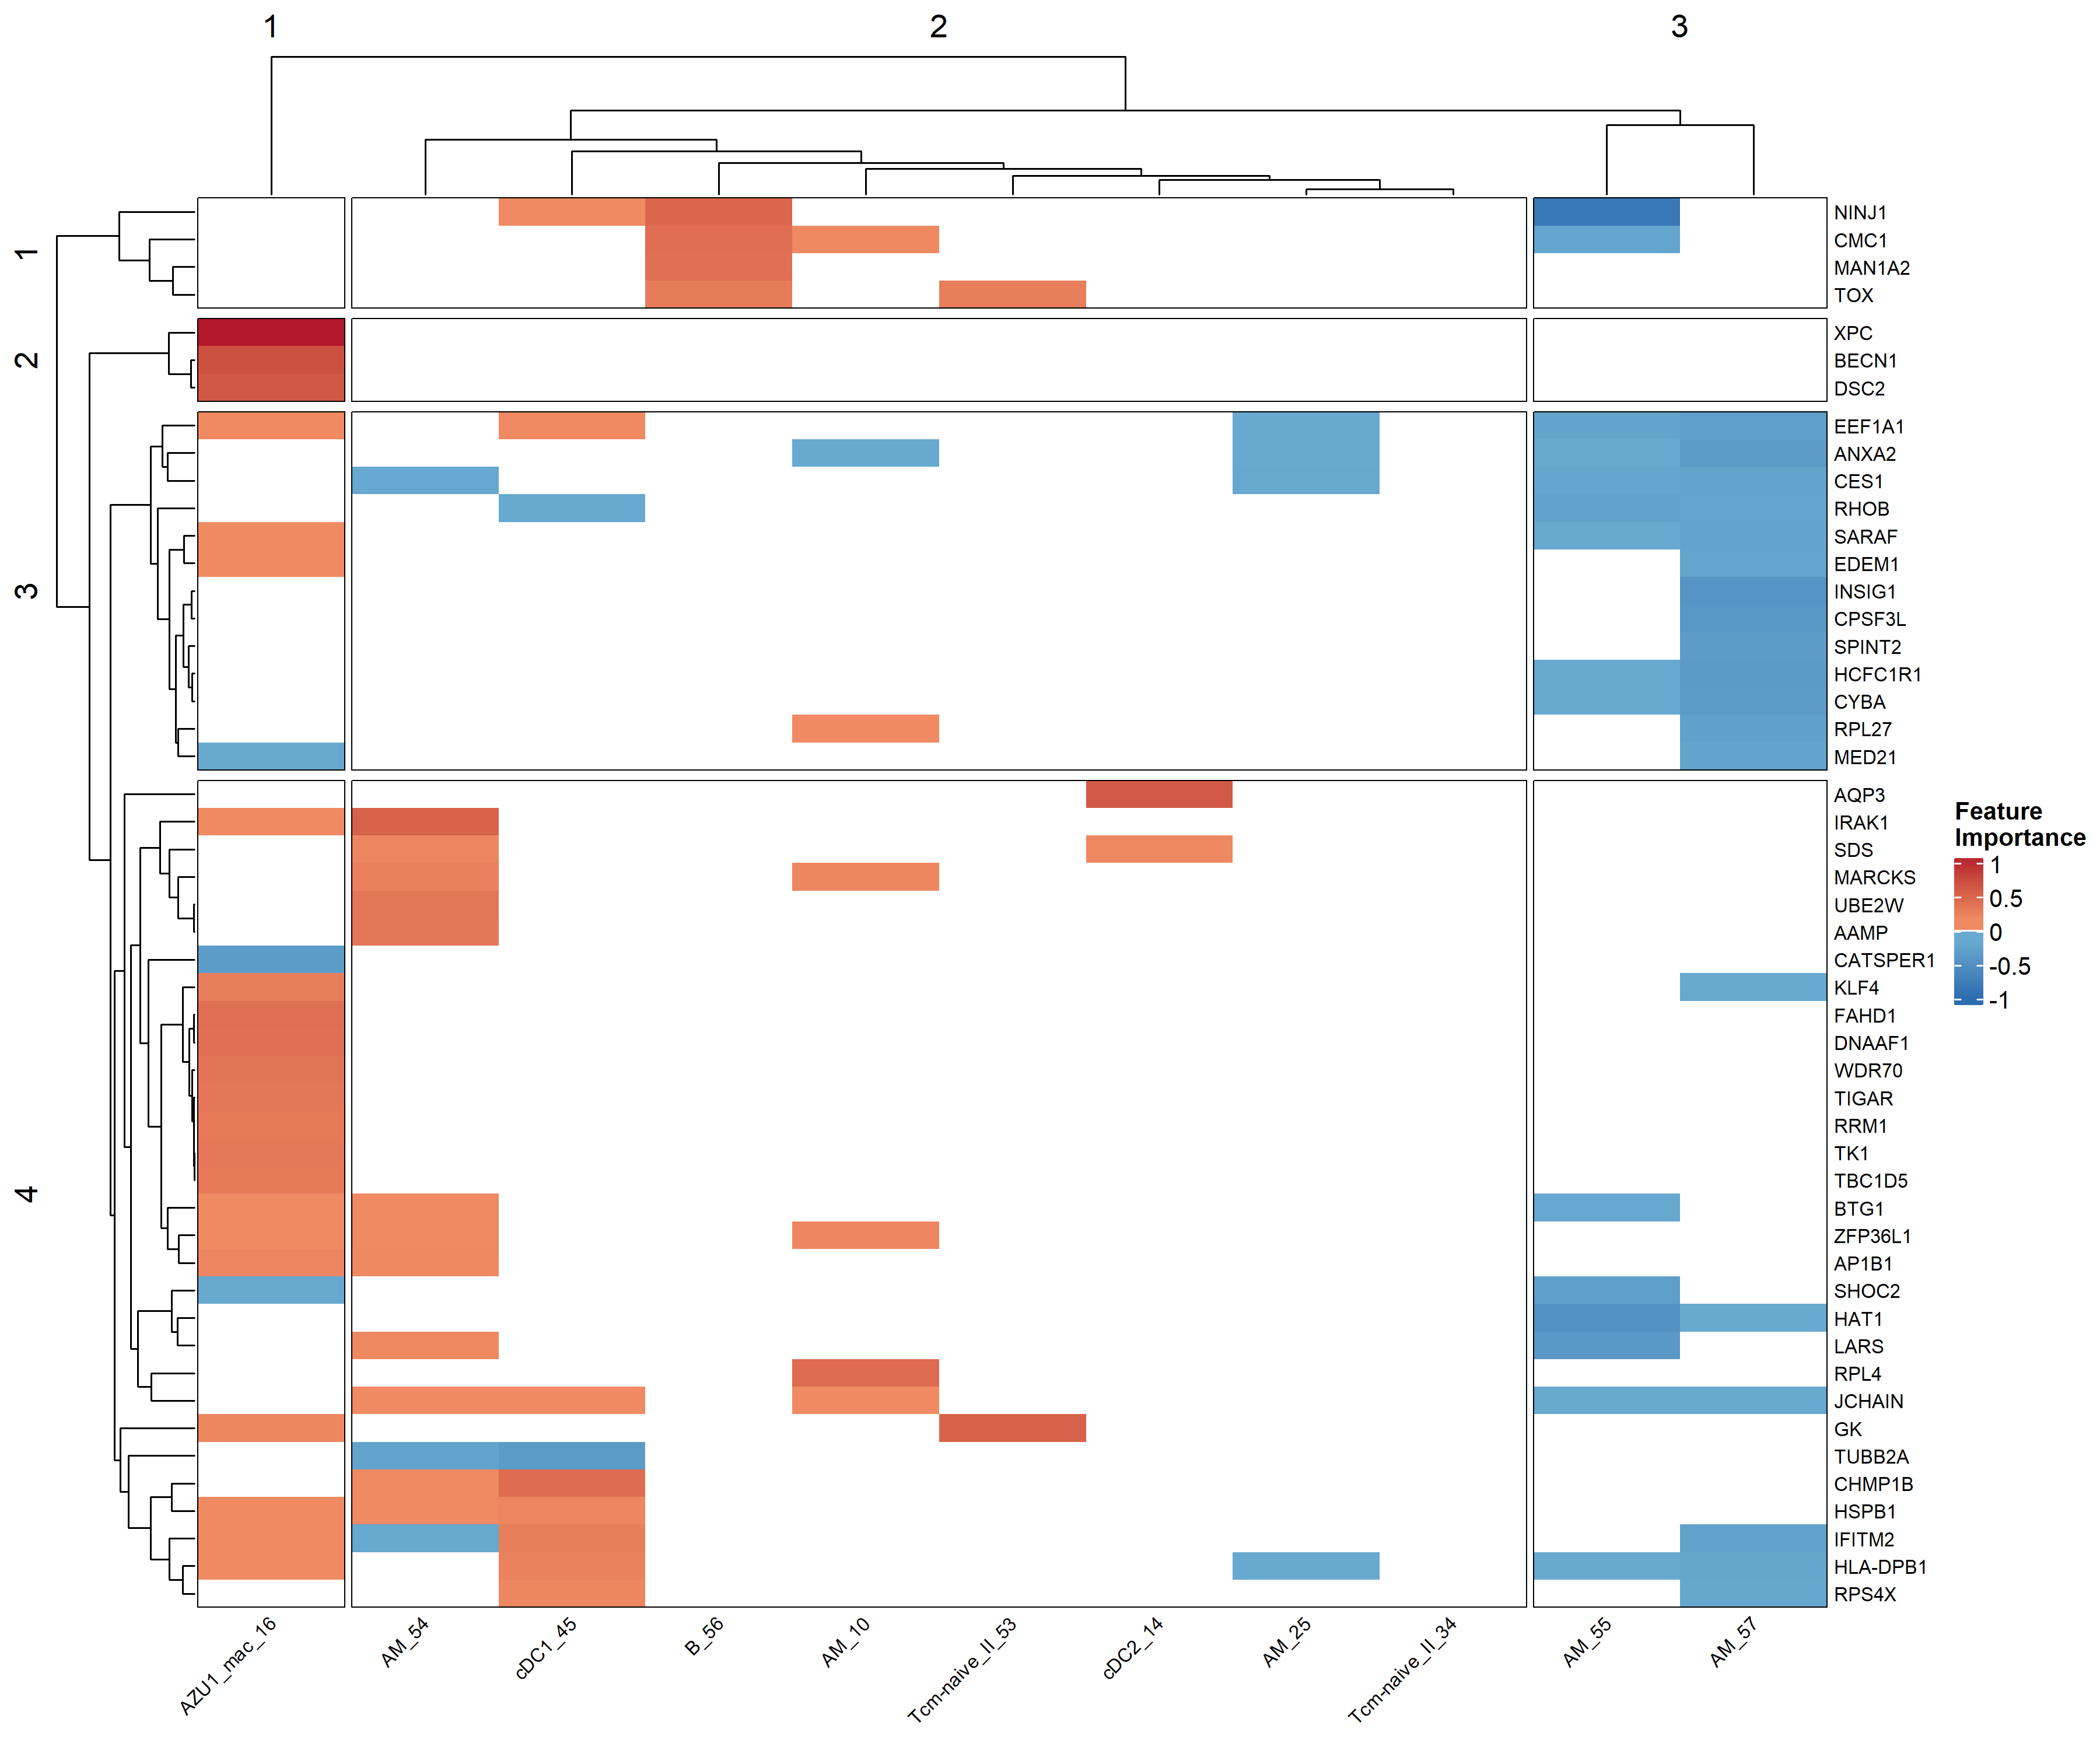 1 2 3
1
NINJ1
CMC1
MAN1A2
TOX
2
XPC
BECN1
DSC2
3
EEF1A1
ANXA2
CES1
RHOB
SARAF
EDEM1
INSIG1
CPSF3L
SPINT2
HCFC1R1
CYBA
RPL27
MED21
4
AQP3
IRAK1
SDS
MARCKS
UBE2W
AAMP
CATSPER1
KLF4
FAHD1
DNAAF1
WDR70
TIGAR
RRM1
TK1
TBC1D5
BTG1
ZFP36L1
AP1B1
SHOC2
HAT1
LARS
RPL4
JCHAIN
GK
TUBB2A
CHMP1B
HSPB1
IFITM2
HLA-DPB1
RPS4X
Feature
Importance
1
0.5
0
-0.5
-1
AZU1_mac_16
AM_54
cDC1_45
B_56
AM_10
Tcm-naive_II_53
cDC2_14
AM_25
Tcm-naive_II_34
AM_55
AM_57